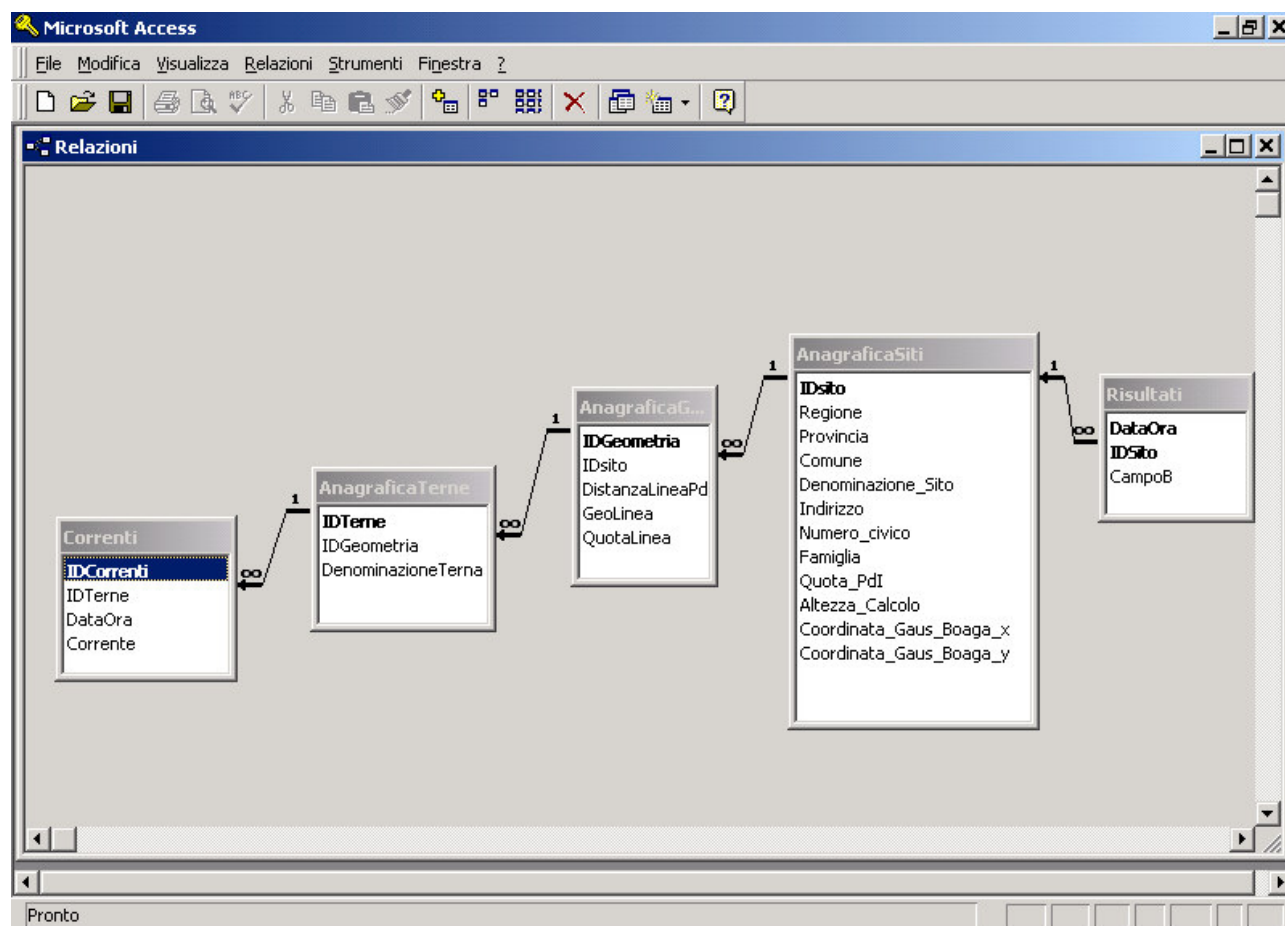 Microsoft Access
File Modifica Visualizza Relazioni Strumenti Finestra ?
Relazioni
Correnti
IDCorrenti
IDTerne
DataOra
Corrente
∞
1
AnagraficaTerne
IDTerne
IDGeometria
DenominazioneTerna
∞
1
AnagraficaG...
IDGeometria
IDsito
DistanzaLineaPd
GeoLinea
QuotaLinea
∞
1
AnagraficaSiti
IDsito
Regione
Provincia
Comune
Denominazione_Sito
Indirizzo
Numero_civico
Famiglia
Quota_PdI
Altezza_Calcolo
Coordinata_Gaus_Boaga_x
Coordinata_Gaus_Boaga_y
1
∞
Risultati
DataOra
IDSito
CampoB
Pronto